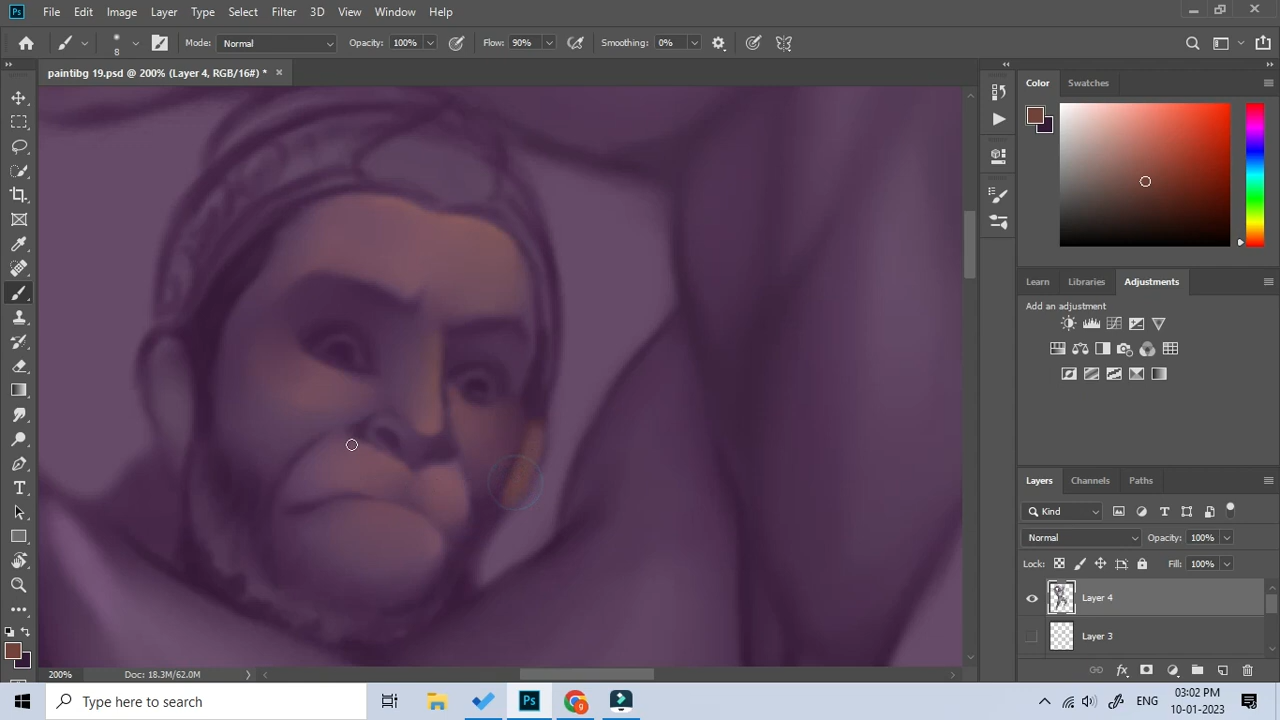 Ps File Edit Image Layer Type Select Filter 3D View Window Help
8 Mode: Normal Opacity: 100% Flow: 90% Smoothing: 0%
paintibg 19.psd @ 200% (Layer 4, RGB/16#) *
Color Swatches
Learn Libraries Adjustments
Add an adjustment
Layers Channels Paths
Kind
Normal Opacity: 100%
Lock: Fill: 100%
Layer 4
Layer 3
200% Doc: 18.3M/62.0M
Type here to search
Ps
g
ENG
03:02 PM
10-01-2023